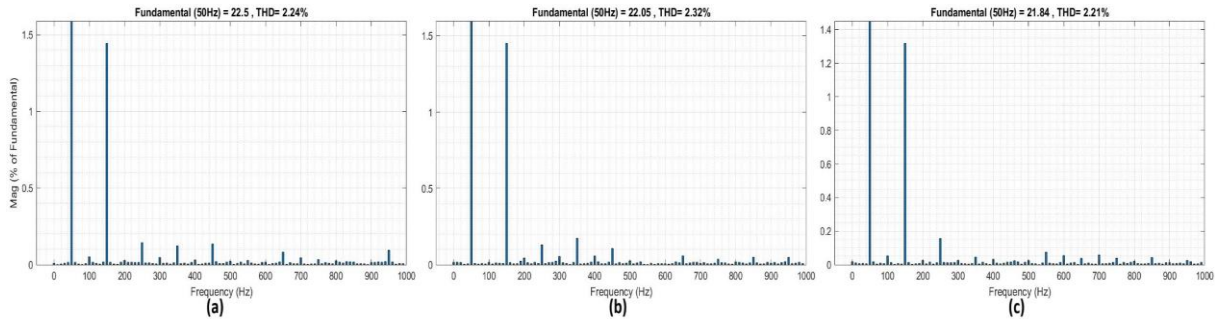 Fundamental (50Hz) = 22.5 , THD= 2.24%
1.5
1
0.5
0
Mag (% of Fundamental)
0 100 200 300 400 500 600 700 800 900 1000
Frequency (Hz)
(a)
Fundamental (50Hz) = 22.05 , THD= 2.32%
1.5
1
0.5
0
0 100 200 300 400 500 600 700 800 900 1000
Frequency (Hz)
(b)
Fundamental (50Hz) = 21.84 , THD= 2.21%
1.4
1.2
1
0.8
0.6
0.4
0.2
0
0 100 200 300 400 500 600 700 800 900 1000
Frequency (Hz)
(c)